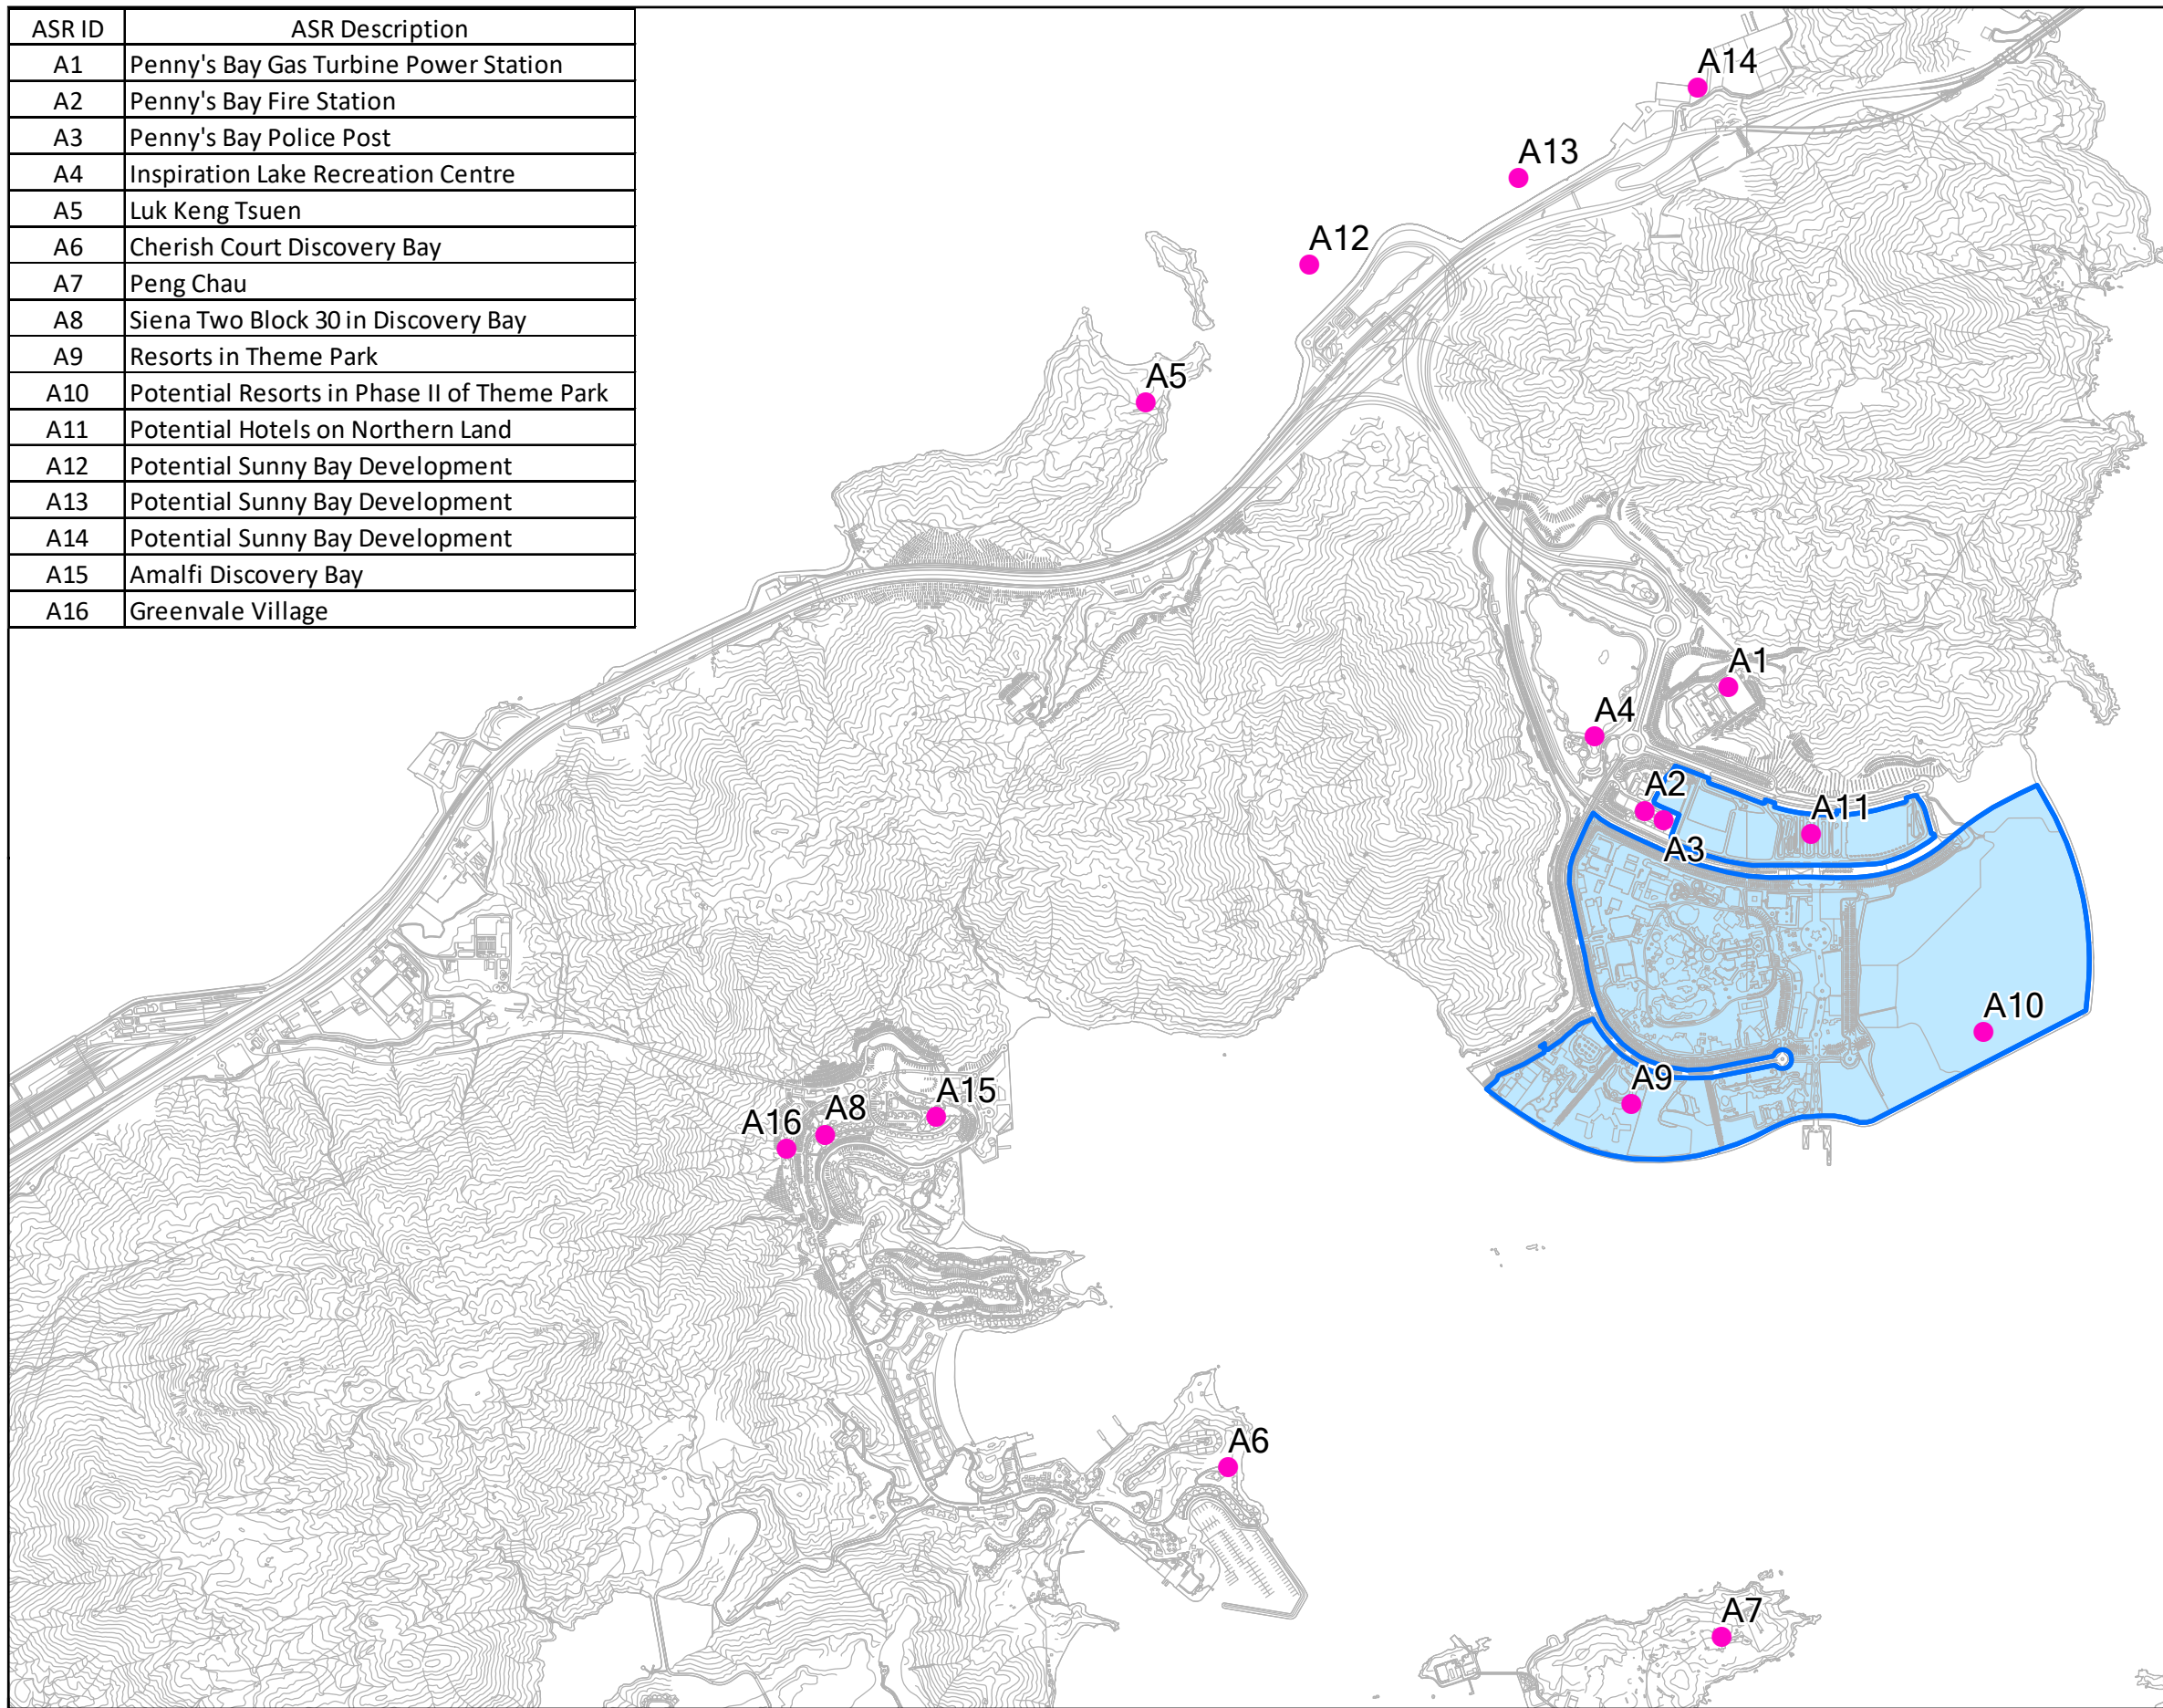 ASR ID ASR Description
A1 Penny's Bay Gas Turbine Power Station
A2 Penny's Bay Fire Station
A3 Penny's Bay Police Post
A4 Inspiration Lake Recreation Centre
A5 Luk Keng Tsuen
A6 Cherish Court Discovery Bay
A7 Peng Chau
A8 Siena Two Block 30 in Discovery Bay
A9 Resorts in Theme Park
A10 Potential Resorts in Phase II of Theme Park
A11 Potential Hotels on Northern Land
A12 Potential Sunny Bay Development
A13 Potential Sunny Bay Development
A14 Potential Sunny Bay Development
A15 Amalfi Discovery Bay
A16 Greenvale Village
A14
A13
A12
A5
A1
A4
A2
A11
A3
A10
A9
A15
A8
A16
A6
A7